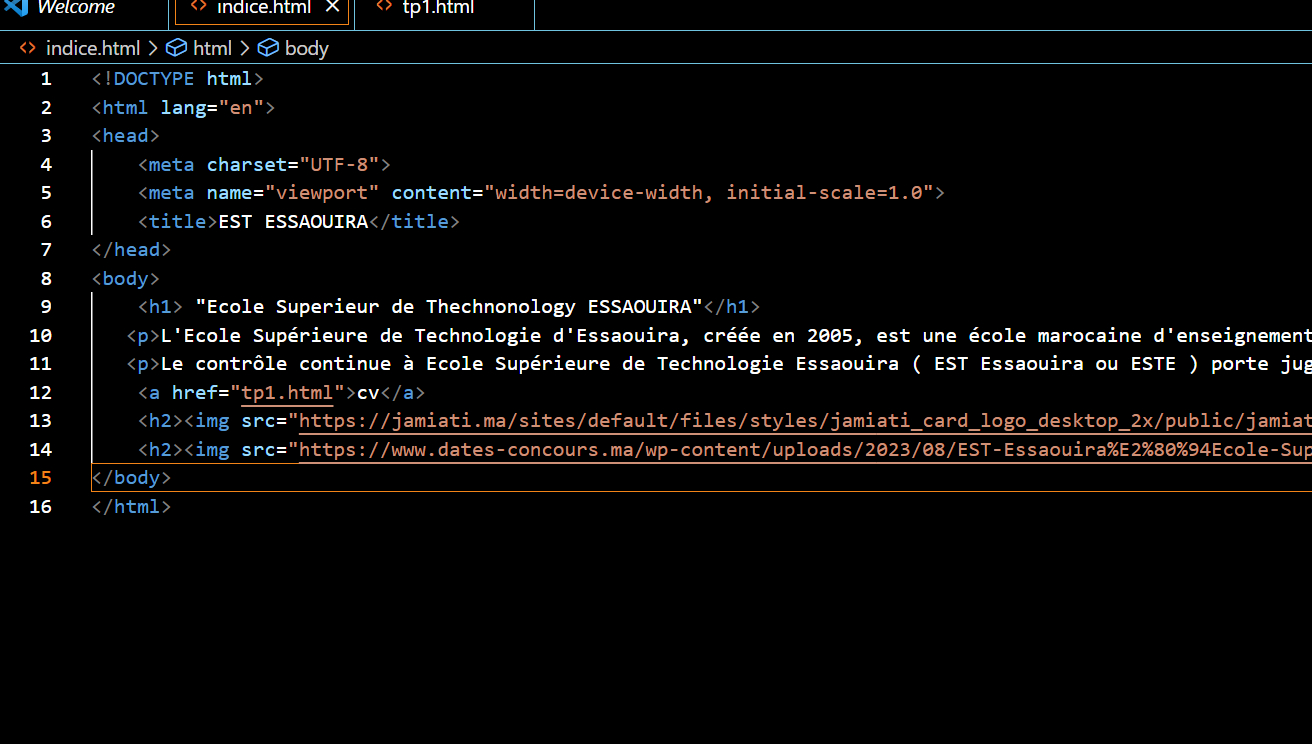 Welcome indice.html tp1.html
indice.html > html > body
1 <!DOCTYPE html>
2 <html lang="en">
3 <head>
4 <meta charset="UTF-8">
5 <meta name="viewport" content="width=device-width, initial-scale=1.0">
6 <title>EST ESSAOUIRA</title>
7 </head>
8 <body>
9 <h1> "Ecole Superieur de Thechnonology ESSAOUIRA"</h1>
10 <p>L'Ecole Supérieure de Technologie d'Essaouira, créée en 2005, est une école marocaine d'enseignement
11 <p>Le contrôle continue à Ecole Supérieure de Technologie Essaouira ( EST Essaouira ou ESTE ) porte jug
12 <a href="tp1.html">cv</a>
13 <h2><img src="https://jamiati.ma/sites/default/files/styles/jamiati_card_logo_desktop_2x/public/jamiat
14 <h2><img src="https://www.dates-concours.ma/wp-content/uploads/2023/08/EST-Essaouira%E2%80%94Ecole-Sup
15 </body>
16 </html>